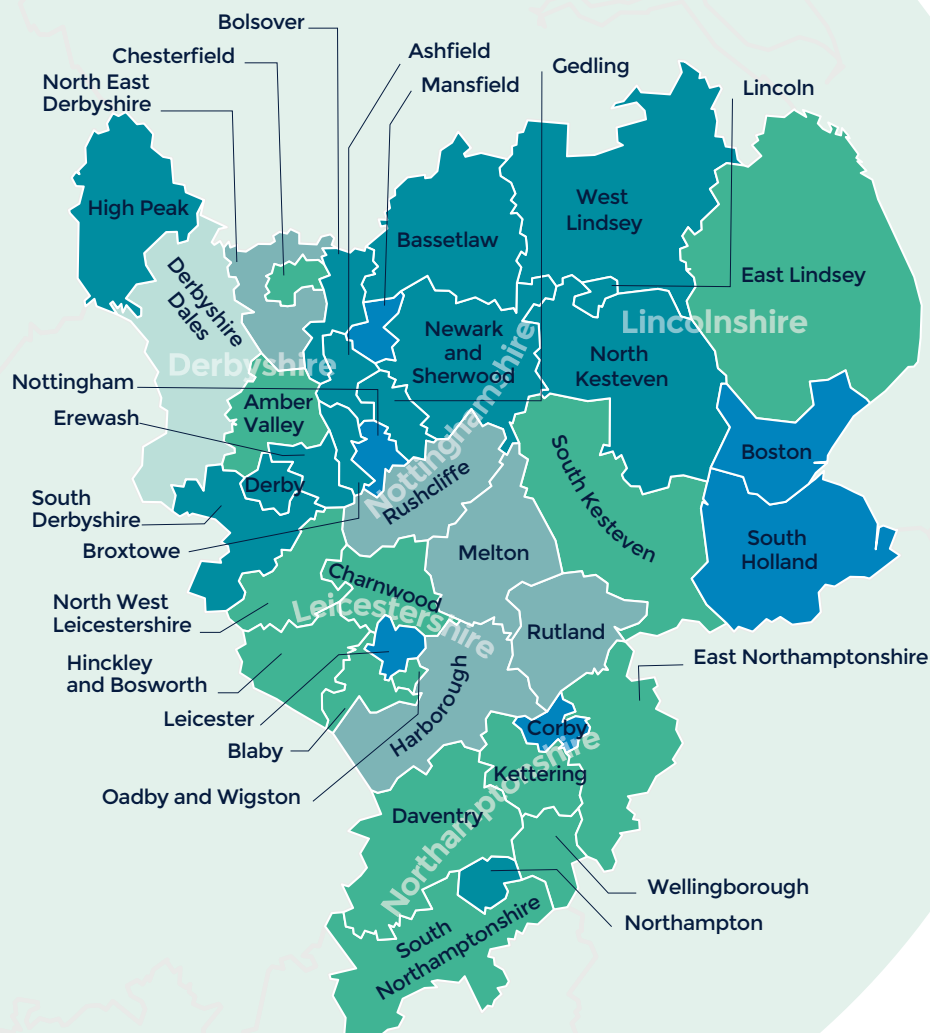 Bolsover
Chesterfield
North East
Derbyshire
Ashfield
Mansfield
Gedling
Lincoln
High Peak
Derbyshire
Dales
Bassetlaw
West
Lindsey
East Lindsey
Lincolnshire
Newark
and
Sherwood
North
Kesteven
Derbyshire
Nottinghamshire
Nottingham
Erewash
Amber
Valley
Boston
South
Derbyshire
Derby
Broxtowe
Rushcliffe
South Kesteven
South
Holland
Melton
North West
Leicestershire
Charnwood
Leicestershire
Rutland
Hinckley
and Bosworth
East Northamptonshire
Leicester
Blaby
Harborough
Corby
Oadby and Wigston
Kettering
Daventry
Northamptonshire
Wellingborough
Northampton
South
Northamptonshire